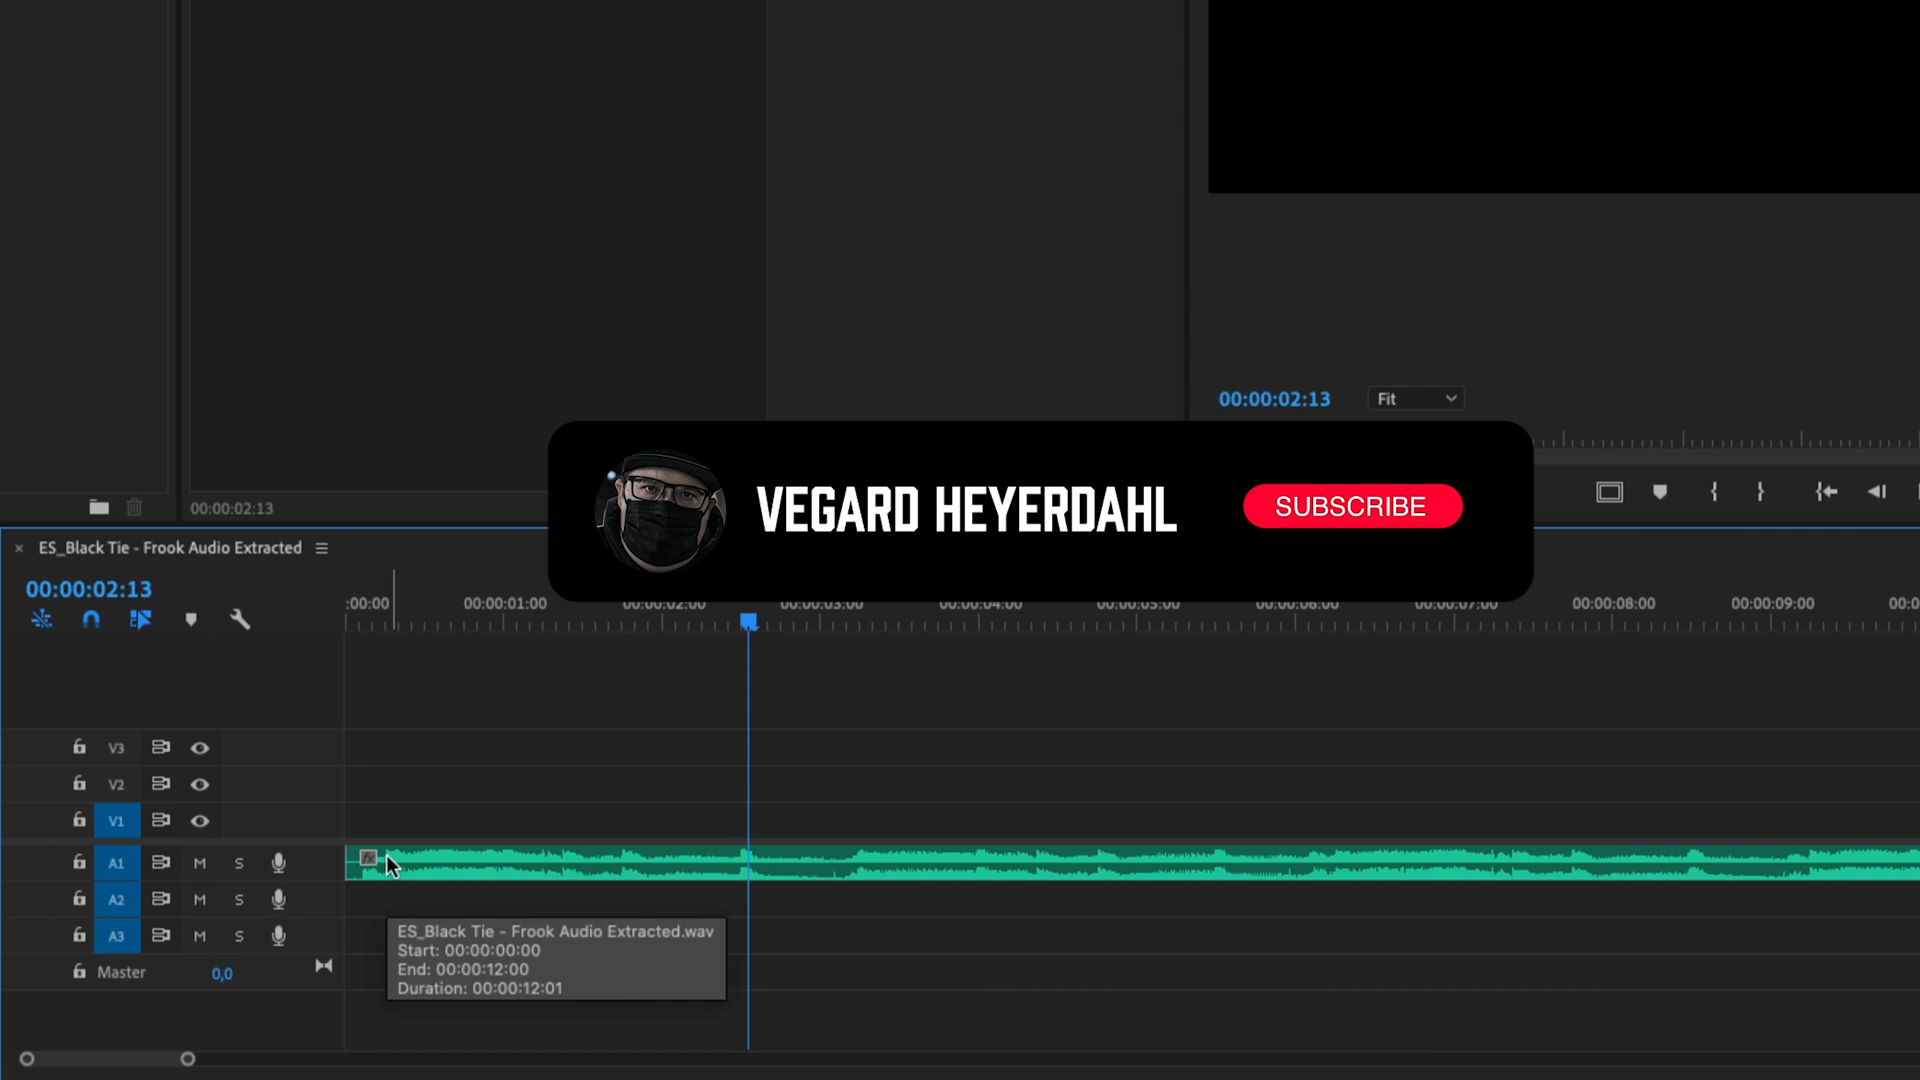 00:00:02:13
Fit
VEGARD HEYERDAHL
SUBSCRIBE
00:00:02:13
× ES_Black Tie - Frook Audio Extracted
00:00:02:13
:00:00 00:00:01:00 00:00:02:00 00:00:03:00 00:00:04:00 00:00:05:00 00:00:06:00 00:00:07:00 00:00:08:00 00:00:09:00 00:0
V3
V2
V1
A1 M S
fx
A2 M S
A3 M S
Master 0,0
ES_Black Tie - Frook Audio Extracted.wav
Start: 00:00:00:00
End: 00:00:12:00
Duration: 00:00:12:01